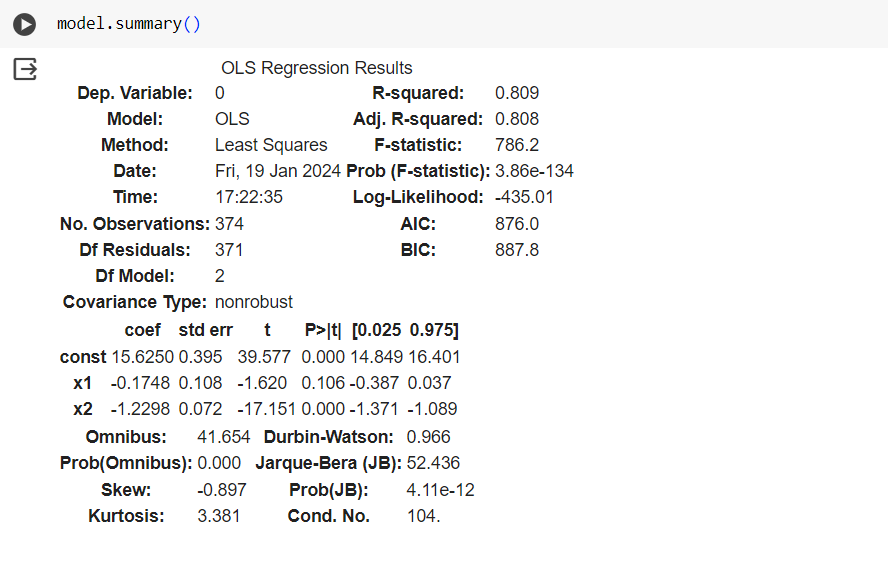 model.summary()
OLS Regression Results
Dep. Variable: 0 R-squared: 0.809
Model: OLS Adj. R-squared: 0.808
Method: Least Squares F-statistic: 786.2
Date: Fri, 19 Jan 2024 Prob (F-statistic): 3.86e-134
Time: 17:22:35 Log-Likelihood: -435.01
No. Observations: 374 AIC: 876.0
Df Residuals: 371 BIC: 887.8
Df Model: 2
Covariance Type: nonrobust
coef std err t P>|t| [0.025 0.975]
const 15.6250 0.395 39.577 0.000 14.849 16.401
x1 -0.1748 0.108 -1.620 0.106 -0.387 0.037
x2 -1.2298 0.072 -17.151 0.000 -1.371 -1.089
Omnibus: 41.654 Durbin-Watson: 0.966
Prob(Omnibus): 0.000 Jarque-Bera (JB): 52.436
Skew: -0.897 Prob(JB): 4.11e-12
Kurtosis: 3.381 Cond. No. 104.